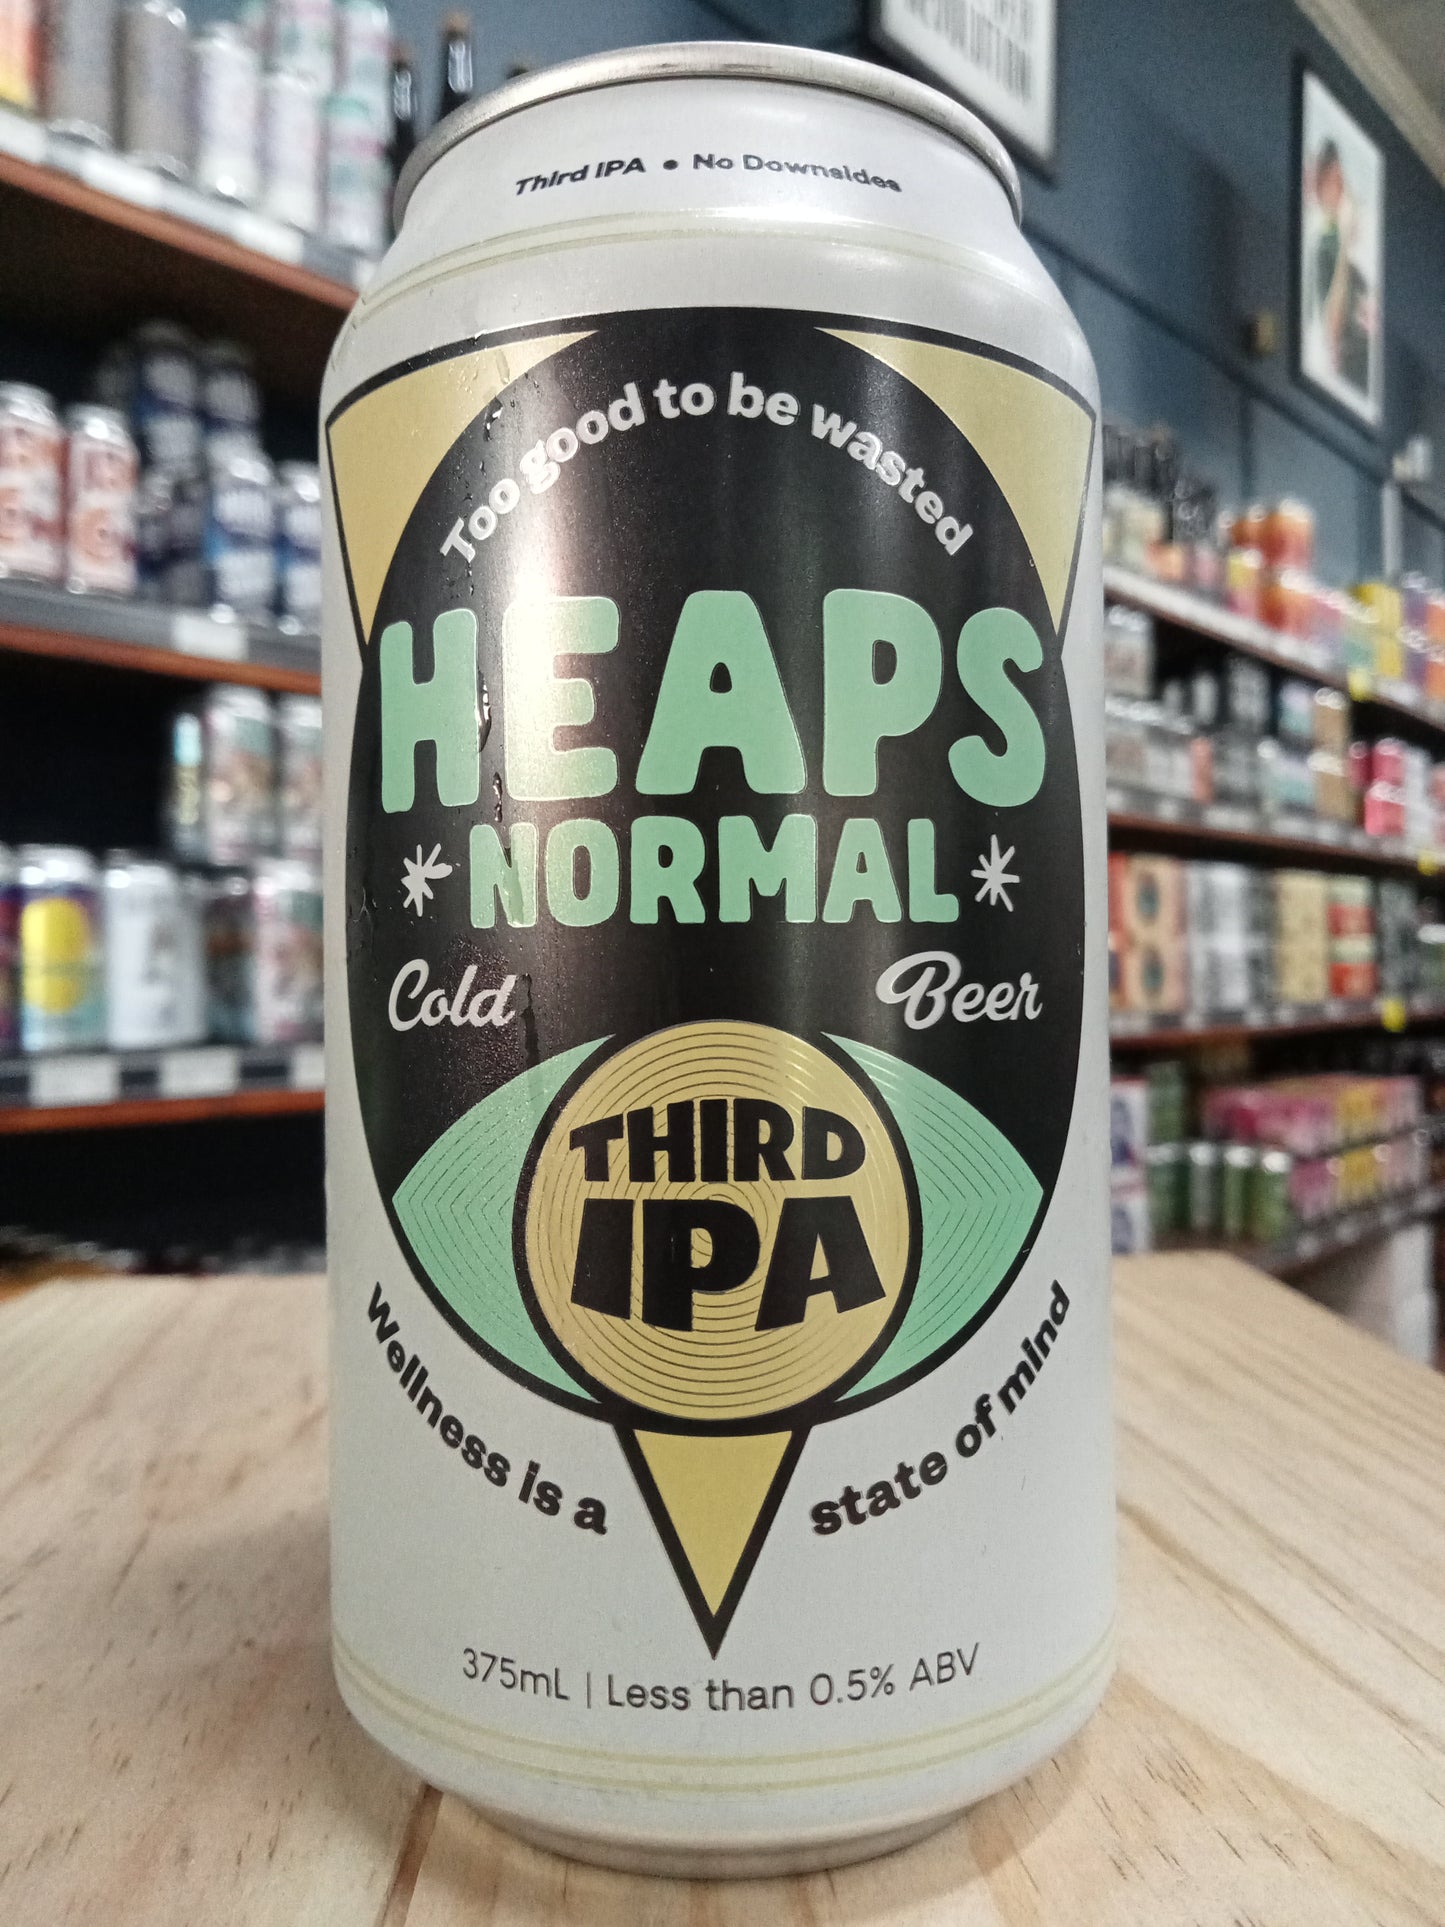 Third IPA • No Downsides
Too good to be wasted
HEAPS
* NORMAL *
Cold Beer
THIRD
IPA
Wellness is a state of mind
375mL | Less than 0.5% ABV